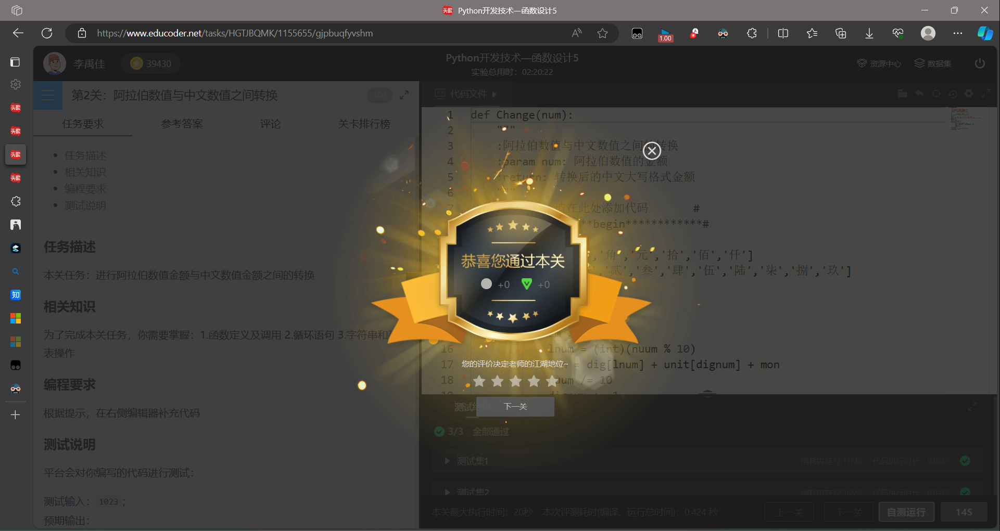 Python开发技术—函数设计5
https://www.educoder.net/tasks/HGTJBQMK/1155655/gjpbuqfyvshm
1.00
李禹佳
39430
Python开发技术—函数设计5
实验总用时：02:20:22
资源中心
数据集
第2关：阿拉伯数值与中文数值之间转换
100
代码文件
任务要求
参考答案
评论
关卡排行榜
任务描述
相关知识
编程要求
测试说明
任务描述
本关任务：进行阿拉伯数值金额与中文数值金额之间的转换
相关知识
为了完成本关任务，你需要掌握：1.函数定义及调用 2.循环语句 3.字符串和
表操作
编程要求
根据提示，在右侧编辑器补充代码
测试说明
平台会对你编写的代码进行测试：
测试输入： 1023 ；
预期输出：
1 def Change(num):
2 """
3 :阿拉伯数值与中文数值之间的转换
4 :param num: 阿拉伯数值的金额
5 :return: 转换后的中文大写格式金额
6 """
7 请在此处添加代码 #
**begin************#
,'角','元','拾','佰','仟']
,'贰','叁','肆','伍','陆','柒','捌','玖']
16 lnum = (int)(nuum % 10)
17 = dig[lnum] + unit[dignum] + mon
18 /= 10
恭喜您通过本关
+0 +0
您的评价决定老师的江湖地位~
下一关
3/3 全部通过
测试集1
消耗内存72.11MB 代码执行时长：0.06秒
测试集2
消耗内存72.36MB 代码执行时长：0.04秒
本关最大执行时间：20秒 本次评测耗时(编译、运行总时间)：0.424 秒
上一关
下一关
自测运行
14S